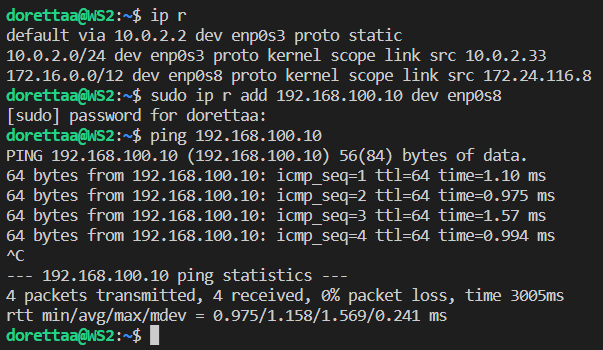 dorettaa@WS2:~$ ip r
default via 10.0.2.2 dev enp0s3 proto static
10.0.2.0/24 dev enp0s3 proto kernel scope link src 10.0.2.33
172.16.0.0/12 dev enp0s8 proto kernel scope link src 172.24.116.8
dorettaa@WS2:~$ sudo ip r add 192.168.100.10 dev enp0s8
[sudo] password for dorettaa:
dorettaa@WS2:~$ ping 192.168.100.10
PING 192.168.100.10 (192.168.100.10) 56(84) bytes of data.
64 bytes from 192.168.100.10: icmp_seq=1 ttl=64 time=1.10 ms
64 bytes from 192.168.100.10: icmp_seq=2 ttl=64 time=0.975 ms
64 bytes from 192.168.100.10: icmp_seq=3 ttl=64 time=1.57 ms
64 bytes from 192.168.100.10: icmp_seq=4 ttl=64 time=0.994 ms
^C
--- 192.168.100.10 ping statistics ---
4 packets transmitted, 4 received, 0% packet loss, time 3005ms
rtt min/avg/max/mdev = 0.975/1.158/1.569/0.241 ms
dorettaa@WS2:~$